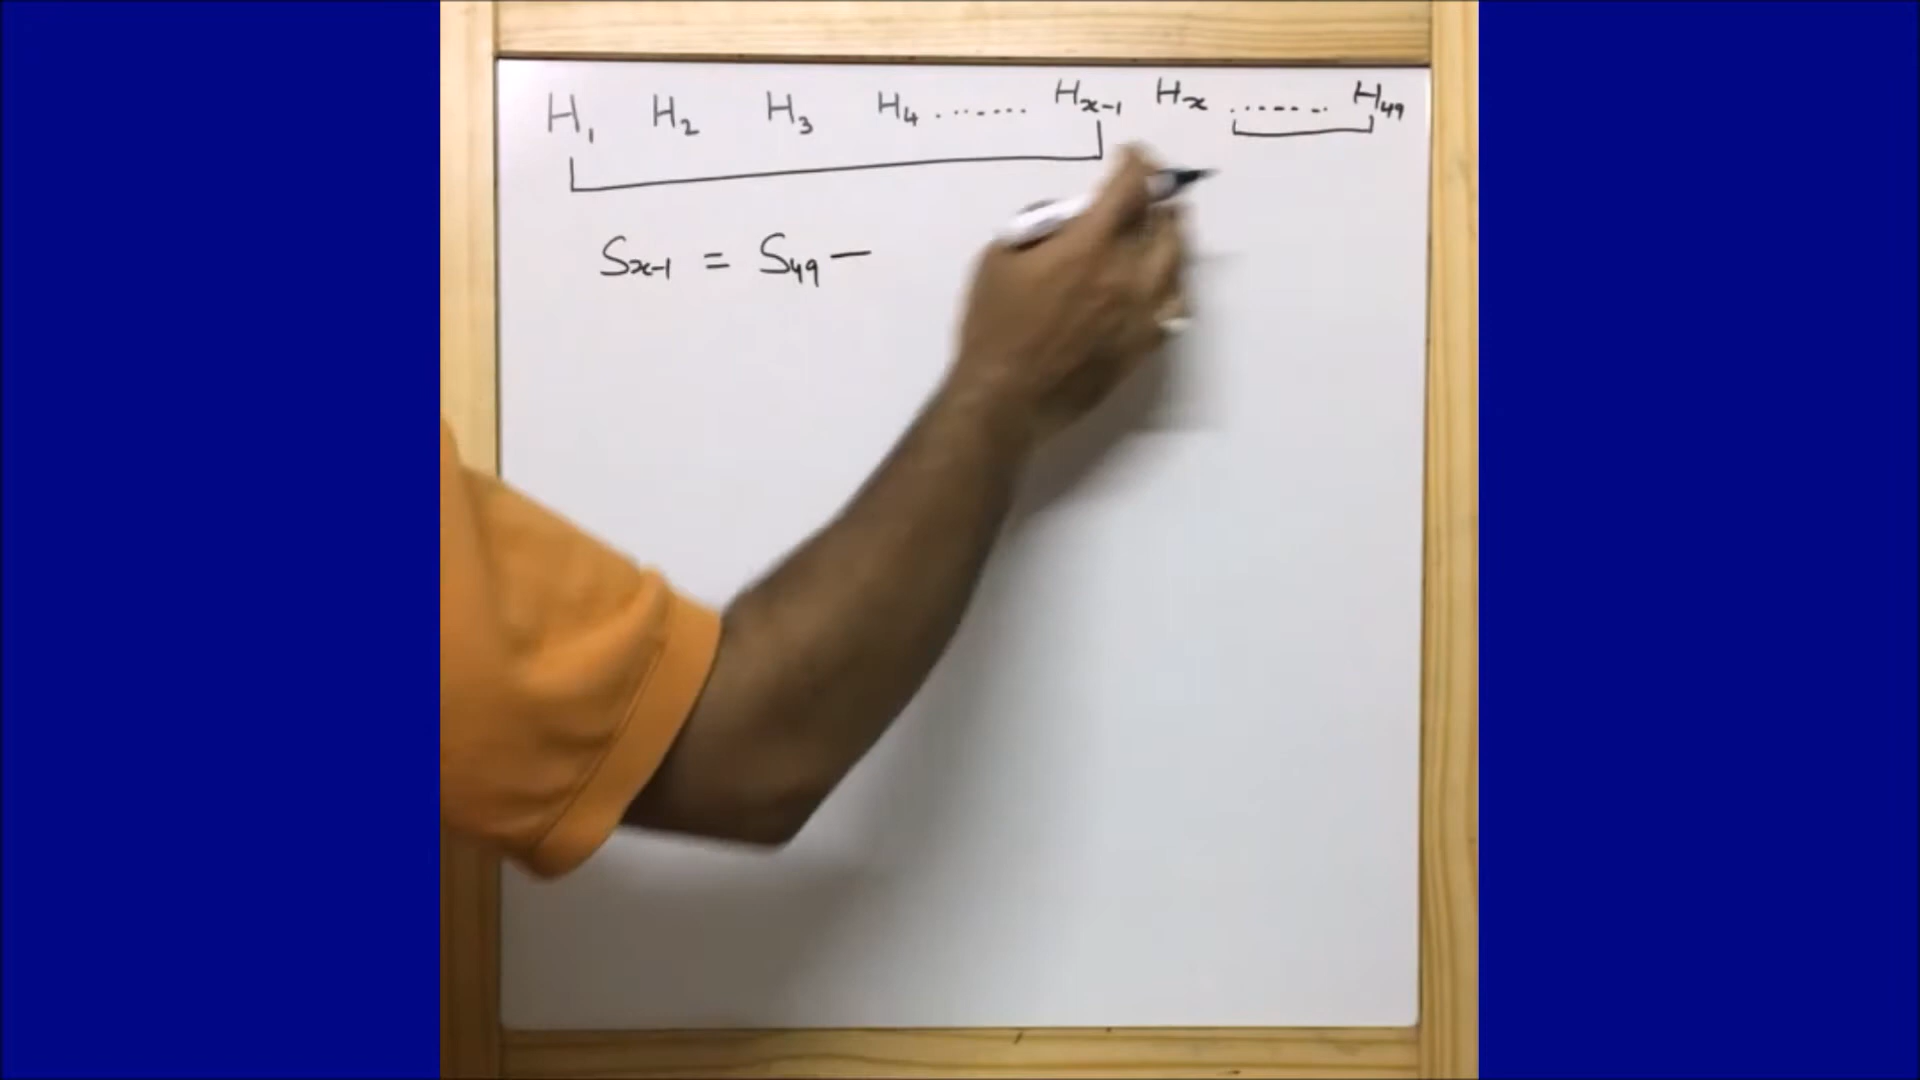 H₁ H₂ H₃ H₄ ........ Hₓ₋₁ Hₓ ....... H₄₉
Sₓ₋₁ = S₄₉ —